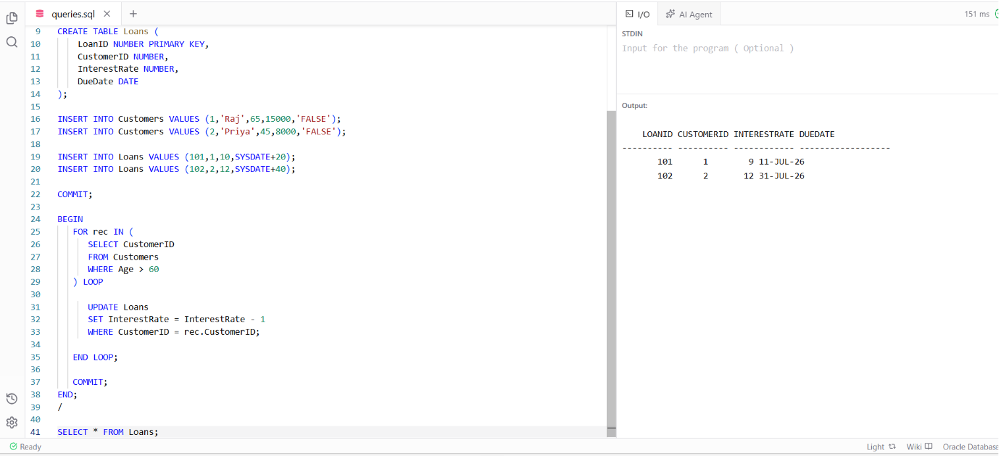 queries.sql
9 CREATE TABLE Loans (
10 LoanID NUMBER PRIMARY KEY,
11 CustomerID NUMBER,
12 InterestRate NUMBER,
13 DueDate DATE
14 );
15
16 INSERT INTO Customers VALUES (1,'Raj',65,15000,'FALSE');
17 INSERT INTO Customers VALUES (2,'Priya',45,8000,'FALSE');
18
19 INSERT INTO Loans VALUES (101,1,10,SYSDATE+20);
20 INSERT INTO Loans VALUES (102,2,12,SYSDATE+40);
21
22 COMMIT;
23
24 BEGIN
25 FOR rec IN (
26 SELECT CustomerID
27 FROM Customers
28 WHERE Age > 60
29 ) LOOP
30
31 UPDATE Loans
32 SET InterestRate = InterestRate - 1
33 WHERE CustomerID = rec.CustomerID;
34
35 END LOOP;
36
37 COMMIT;
38 END;
39 /
40
41 SELECT * FROM Loans;
I/O AI Agent 151 ms
STDIN
Input for the program ( Optional )
Output:
LOANID CUSTOMERID INTERESTRATE DUEDATE
---------- ---------- ------------ ------------------
101 1 9 11-JUL-26
102 2 12 31-JUL-26
Ready Light Wiki Oracle Database